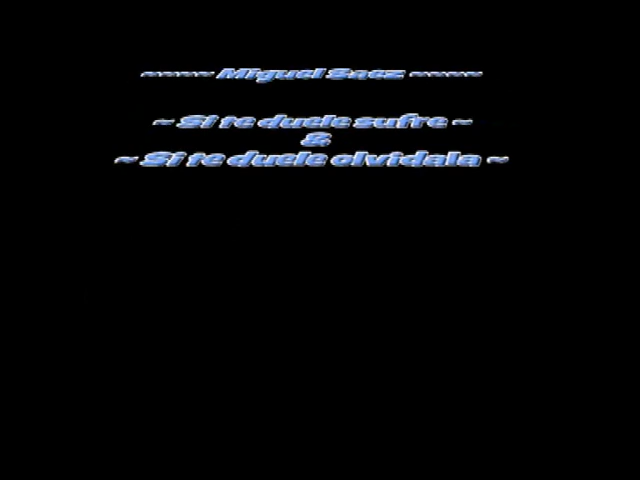 ~~~~~ Miguel Saez ~~~~~
~ Si te duele sufre ~
&
~ Si te duele olvidala ~